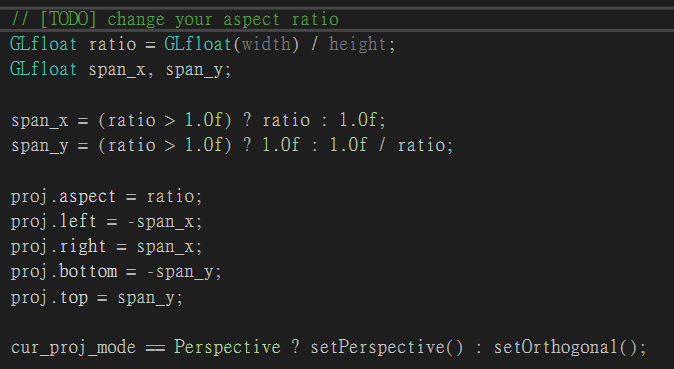 // [TODO] change your aspect ratio
GLfloat ratio = GLfloat(width) / height;
GLfloat span_x, span_y;
span_x = (ratio > 1.0f) ? ratio : 1.0f;
span_y = (ratio > 1.0f) ? 1.0f : 1.0f / ratio;
proj.aspect = ratio;
proj.left = -span_x;
proj.right = span_x;
proj.bottom = -span_y;
proj.top = span_y;
cur_proj_mode == Perspective ? setPerspective() : setOrthogonal();